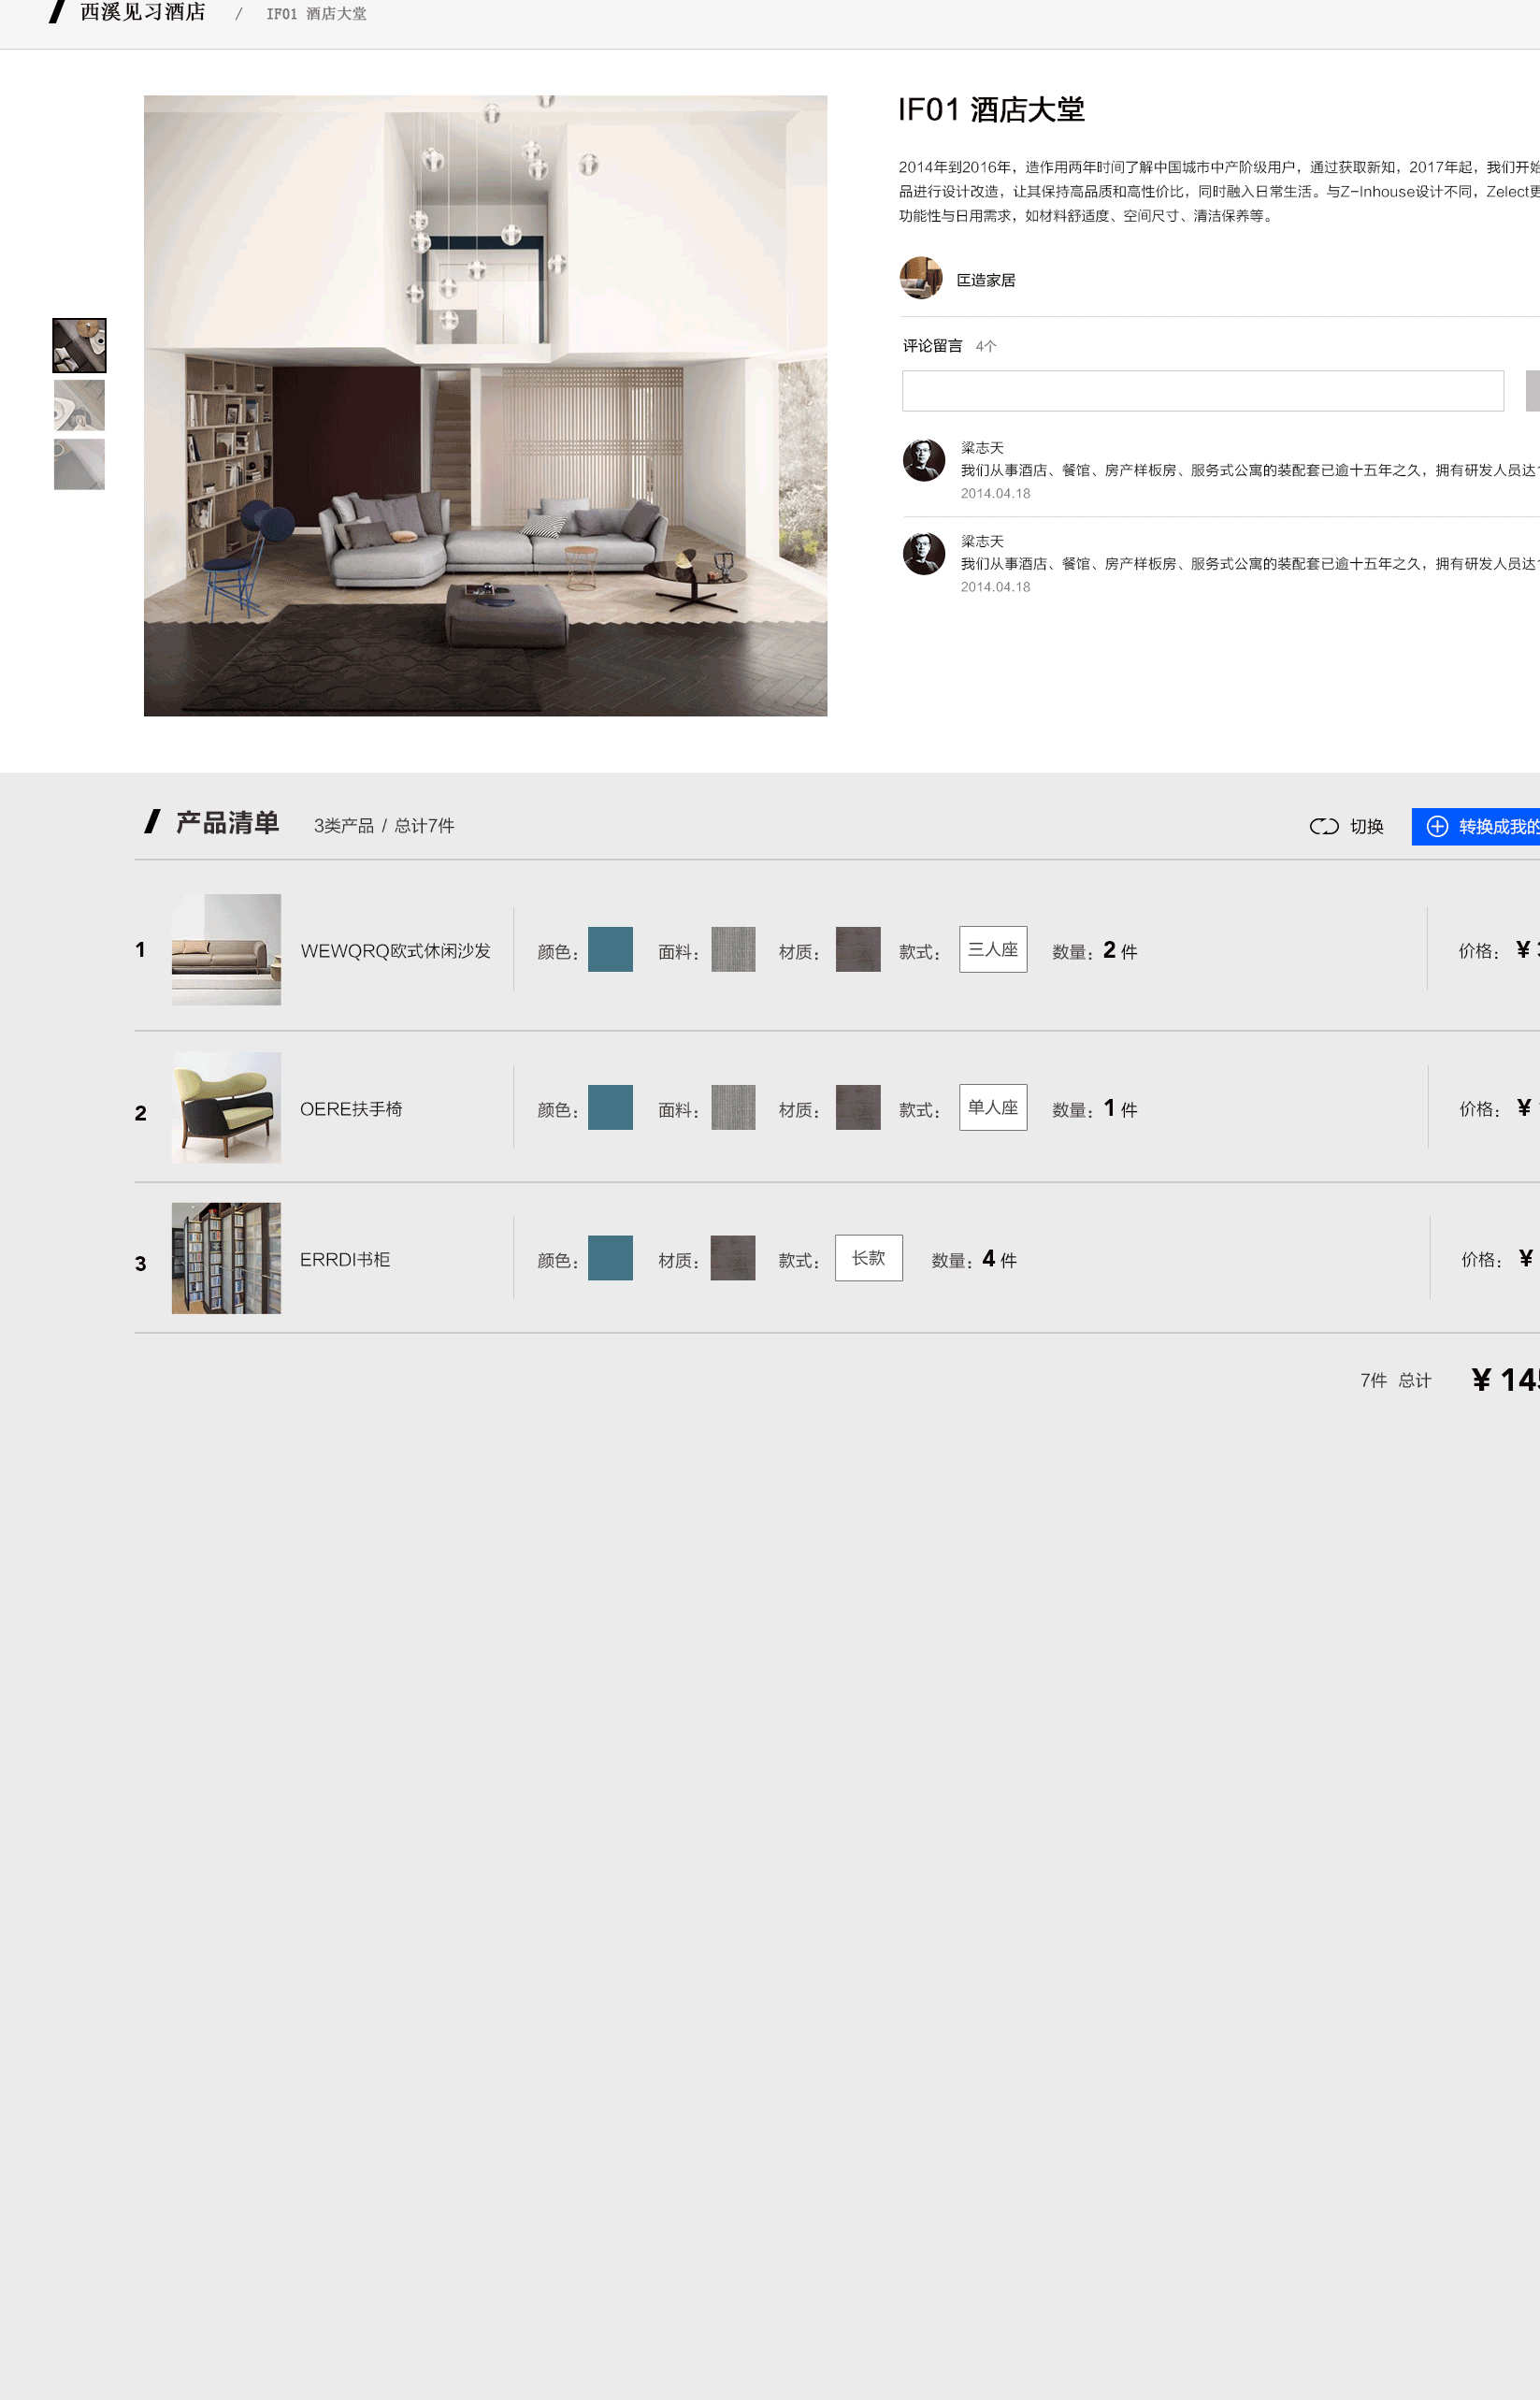 西溪见习酒店 / IF01 酒店大堂
IF01 酒店大堂
2014年到2016年，造作用两年时间了解中国城市中产阶级用户，通过获取新知，2017年起，我们开始
品进行设计改造，让其保持高品质和高性价比，同时融入日常生活。与Z-Inhouse设计不同，Zelect更
功能性与日用需求，如材料舒适度、空间尺寸、清洁保养等。
匡造家居
评论留言 4个
梁志天
我们从事酒店、餐馆、房产样板房、服务式公寓的装配套已逾十五年之久，拥有研发人员达
2014.04.18
梁志天
我们从事酒店、餐馆、房产样板房、服务式公寓的装配套已逾十五年之久，拥有研发人员达
2014.04.18
产品清单 3类产品 / 总计7件 切换 转换成我的
1 WEWQRQ欧式休闲沙发 颜色： 面料： 材质： 款式： 三人座 数量：2 件 价格： ¥
2 OERE扶手椅 颜色： 面料： 材质： 款式： 单人座 数量：1 件 价格： ¥
3 ERRDI书柜 颜色： 材质： 款式： 长款 数量：4 件 价格： ¥
7件 总计 ¥ 145